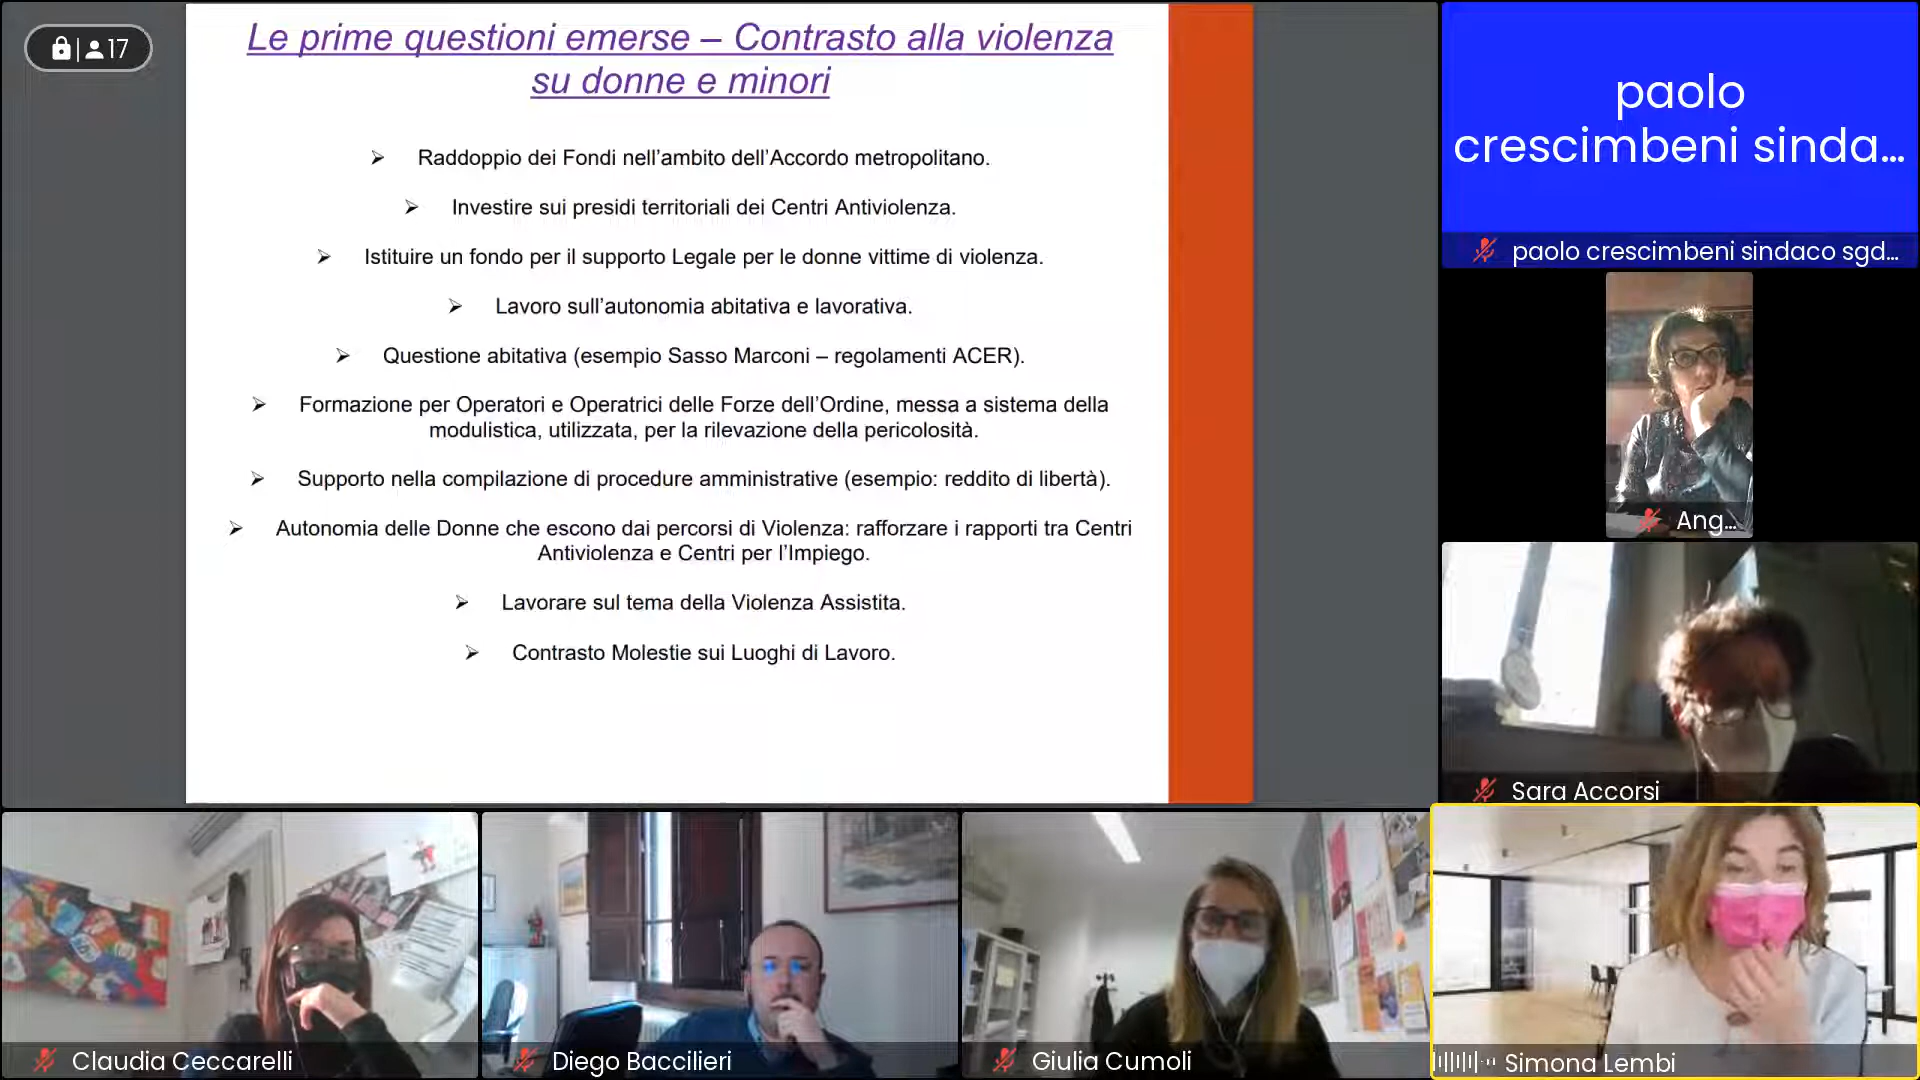 17
Le prime questioni emerse – Contrasto alla violenza
su donne e minori
➢ Raddoppio dei Fondi nell’ambito dell’Accordo metropolitano.
➢ Investire sui presidi territoriali dei Centri Antiviolenza.
➢ Istituire un fondo per il supporto Legale per le donne vittime di violenza.
➢ Lavoro sull’autonomia abitativa e lavorativa.
➢ Questione abitativa (esempio Sasso Marconi – regolamenti ACER).
➢ Formazione per Operatori e Operatrici delle Forze dell’Ordine, messa a sistema della
modulistica, utilizzata, per la rilevazione della pericolosità.
➢ Supporto nella compilazione di procedure amministrative (esempio: reddito di libertà).
➢ Autonomia delle Donne che escono dai percorsi di Violenza: rafforzare i rapporti tra Centri
Antiviolenza e Centri per l’Impiego.
➢ Lavorare sul tema della Violenza Assistita.
➢ Contrasto Molestie sui Luoghi di Lavoro.
paolo
crescimbeni sinda...
paolo crescimbeni sindaco sgd...
Ang...
Sara Accorsi
Claudia Ceccarelli
Diego Baccilieri
Giulia Cumoli
Simona Lembi